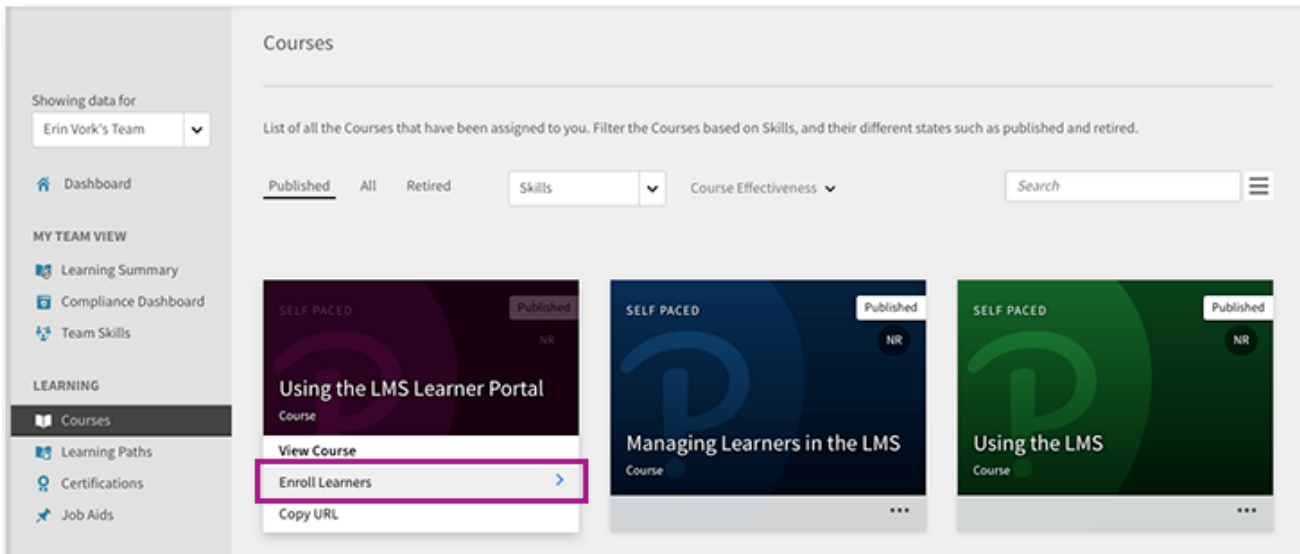 Courses
Showing data for
Erin Vork's Team
List of all the Courses that have been assigned to you. Filter the Courses based on Skills, and their different states such as published and retired.
Dashboard
Published All Retired Skills Course Effectiveness Search
MY TEAM VIEW
Learning Summary
Compliance Dashboard
Team Skills
LEARNING
Courses
Learning Paths
Certifications
Job Aids
SELF PACED Published
NR
Using the LMS Learner Portal
Course
View Course
Enroll Learners
Copy URL
SELF PACED Published
NR
Managing Learners in the LMS
Course
SELF PACED Published
NR
Using the LMS
Course